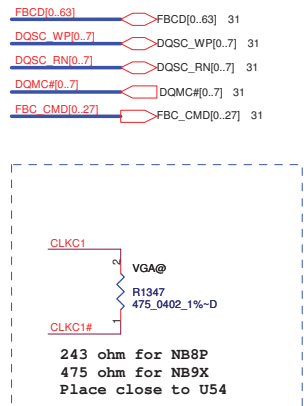 FBCD[0..63] FBCD[0..63] 31
DQSC_WP[0..7] DQSC_WP[0..7] 31
DQSC_RN[0..7] DQSC_RN[0..7] 31
DQMC#[0..7] DQMC#[0..7] 31
FBC_CMD[0..27] FBC_CMD[0..27] 31
CLKC1
2
VGA@
R1347
475_0402_1%~D
1
CLKC1#
243 ohm for NB8P
475 ohm for NB9X
Place close to U54